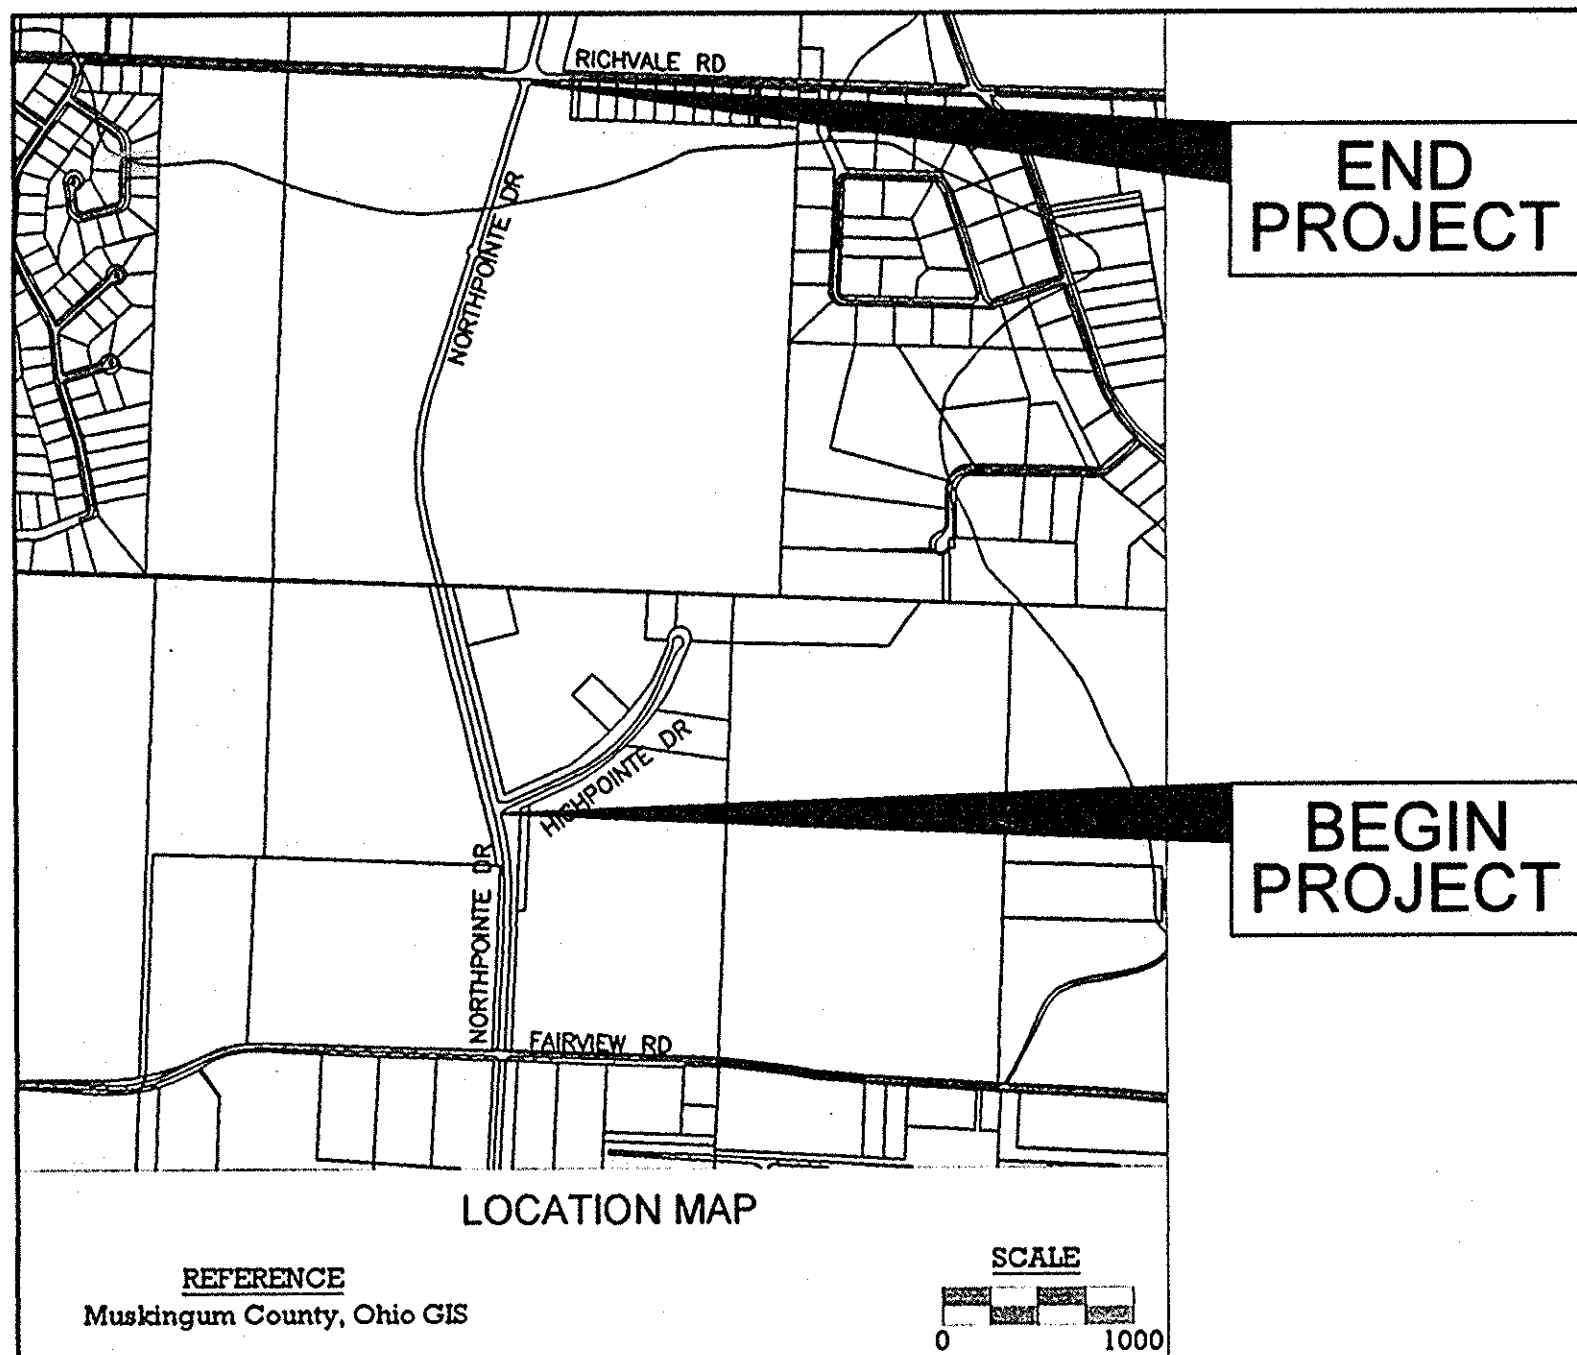 RICHVALE RD
END
PROJECT
NORTHPOINTE DR
HIGHPOINTE DR
BEGIN
PROJECT
NORTHPOINTE DR
FAIRVIEW RD
LOCATION MAP
REFERENCE
Muskingum County, Ohio GIS
SCALE
0 1000